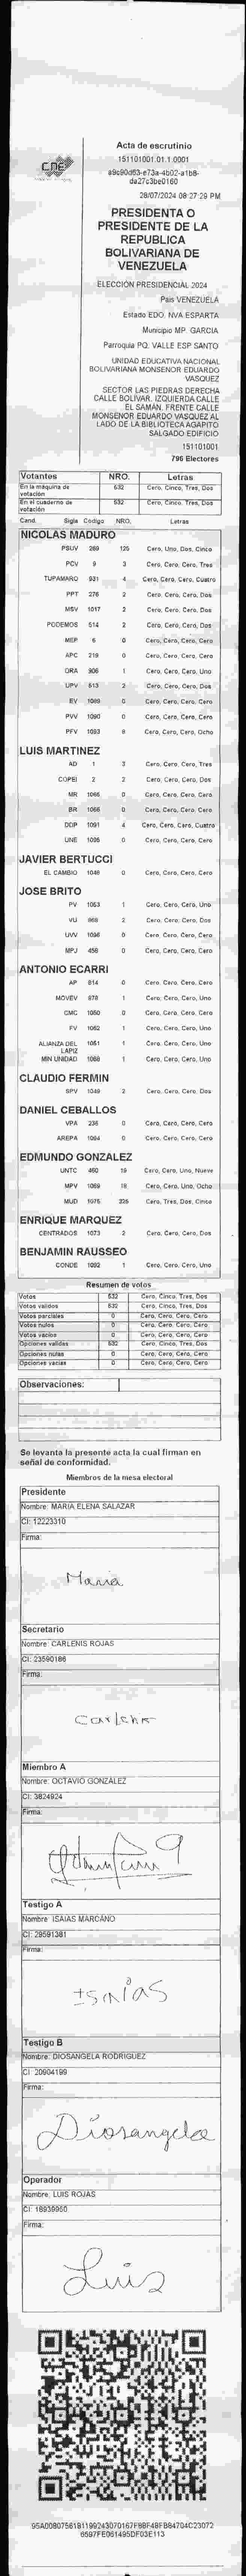 CNE
Acta de escrutinio
151101001.01.1.0001
a9c90d63-e73a-4b02-a1b8-
da27c3be0160
28/07/2024 08:27:29 PM
PRESIDENTA O
PRESIDENTE DE LA
REPUBLICA
BOLIVARIANA DE
VENEZUELA
ELECCIÓN PRESIDENCIAL 2024
Pais VENEZUELA
Estado EDO. NVA ESPARTA
Municipio MP. GARCIA
Parroquia PQ. VALLE ESP SANTO
UNIDAD EDUCATIVA NACIONAL
BOLIVARIANA MONSENOR EDUARDO
VASQUEZ
SECTOR LAS PIEDRAS DERECHA
CALLE BOLIVAR. IZQUIERDA CALLE
EL SAMAN. FRENTE CALLE
MONSENOR EDUARDO VASQUEZ AL
LADO DE LA BIBLIOTECA AGAPITO
SALGADO EDIFICIO
151101001
796 Electores
Votantes NRO. Letras
En la máquina de votación 532 Cero, Cinco, Tres, Dos
En el cuaderno de votación 532 Cero, Cinco, Tres, Dos
Cand. Sigla Código NRO. Letras
NICOLAS MADURO
PSUV 269 125 Cero, Uno, Dos, Cinco
PCV 9 3 Cero, Cero, Cero, Tres
TUPAMARO 931 4 Cero, Cero, Cero, Cuatro
PPT 276 2 Cero, Cero, Cero, Dos
MSV 1017 2 Cero, Cero, Cero, Dos
PODEMOS 514 2 Cero, Cero, Cero, Dos
MEP 6 0 Cero, Cero, Cero, Cero
APC 218 0 Cero, Cero, Cero, Cero
ORA 906 1 Cero, Cero, Cero, Uno
UPV 513 2 Cero, Cero, Cero, Dos
EV 1089 0 Cero, Cero, Cero, Cero
PVV 1090 0 Cero, Cero, Cero, Cero
PFV 1093 8 Cero, Cero, Cero, Ocho
LUIS MARTINEZ
AD 1 3 Cero, Cero, Cero, Tres
COPEI 2 2 Cero, Cero, Cero, Dos
MR 1065 0 Cero, Cero, Cero, Cero
BR 1066 0 Cero, Cero, Cero, Cero
DDP 1091 4 Cero, Cero, Cero, Cuatro
UNE 1095 0 Cero, Cero, Cero, Cero
JAVIER BERTUCCI
EL CAMBIO 1048 0 Cero, Cero, Cero, Cero
JOSE BRITO
PV 1053 1 Cero, Cero, Cero, Uno
VU 868 2 Cero, Cero, Cero, Dos
UVV 1096 0 Cero, Cero, Cero, Cero
MPJ 456 0 Cero, Cero, Cero, Cero
ANTONIO ECARRI
AP 814 0 Cero, Cero, Cero, Cero
MOVEV 878 1 Cero, Cero, Cero, Uno
CMC 1050 0 Cero, Cero, Cero, Cero
FV 1062 1 Cero, Cero, Cero, Uno
ALIANZA DEL LAPIZ 1051 1 Cero, Cero, Cero, Uno
MIN UNIDAD 1068 1 Cero, Cero, Cero, Uno
CLAUDIO FERMIN
SPV 1049 2 Cero, Cero, Cero, Dos
DANIEL CEBALLOS
VPA 235 0 Cero, Cero, Cero, Cero
AREPA 1094 0 Cero, Cero, Cero, Cero
EDMUNDO GONZALEZ
UNTC 460 19 Cero, Cero, Uno, Nueve
MPV 1069 18 Cero, Cero, Uno, Ocho
MUD 1075 325 Cero, Tres, Dos, Cinco
ENRIQUE MARQUEZ
CENTRADOS 1073 2 Cero, Cero, Cero, Dos
BENJAMIN RAUSSEO
CONDE 1092 1 Cero, Cero, Cero, Uno
Resumen de votos
Votos 532 Cero, Cinco, Tres, Dos
Votos validos 532 Cero, Cinco, Tres, Dos
Votos parciales 0 Cero, Cero, Cero, Cero
Votos nulos 0 Cero, Cero, Cero, Cero
Votos vacíos 0 Cero, Cero, Cero, Cero
Opciones validas 532 Cero, Cinco, Tres, Dos
Opciones nulas 0 Cero, Cero, Cero, Cero
Opciones vacias 0 Cero, Cero, Cero, Cero
Observaciones:
Se levanta la presente acta la cual firman en
señal de conformidad.
Miembros de la mesa electoral
Presidente
Nombre: MARIA ELENA SALAZAR
CI: 12223310
Firma:
Maria
Secretario
Nombre: CARLENIS ROJAS
CI: 23590186
Firma:
Miembro A
Nombre: OCTAVIO GONZALEZ
CI: 3824924
Firma:
Testigo A
Nombre: ISAIAS MARCANO
CI: 29591381
Firma:
Isaias
Testigo B
Nombre: DIOSANGELA RODRIGUEZ
CI: 20904199
Firma:
Diosangela
Operador
Nombre: LUIS ROJAS
CI: 16939950
Firma:
Luis